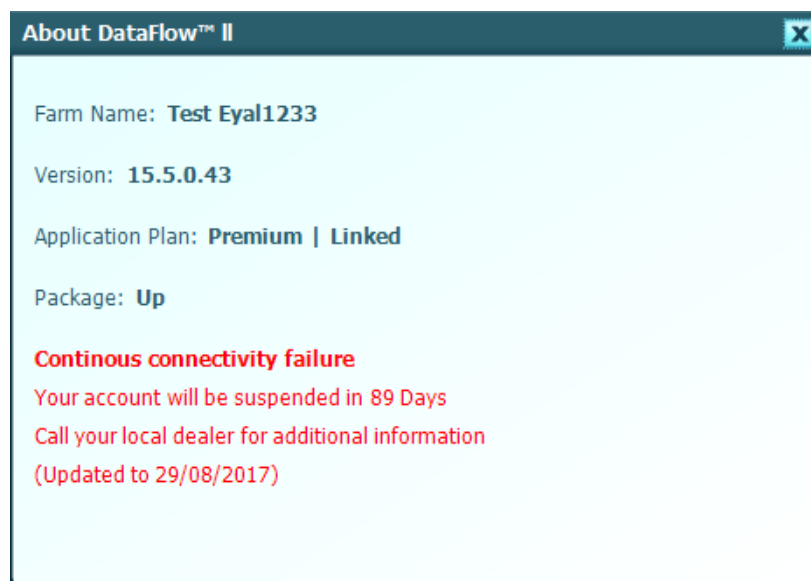 About DataFlow™ II
Farm Name: Test Eyal1233
Version: 15.5.0.43
Application Plan: Premium | Linked
Package: Up
Continous connectivity failure
Your account will be suspended in 89 Days
Call your local dealer for additional information
(Updated to 29/08/2017)